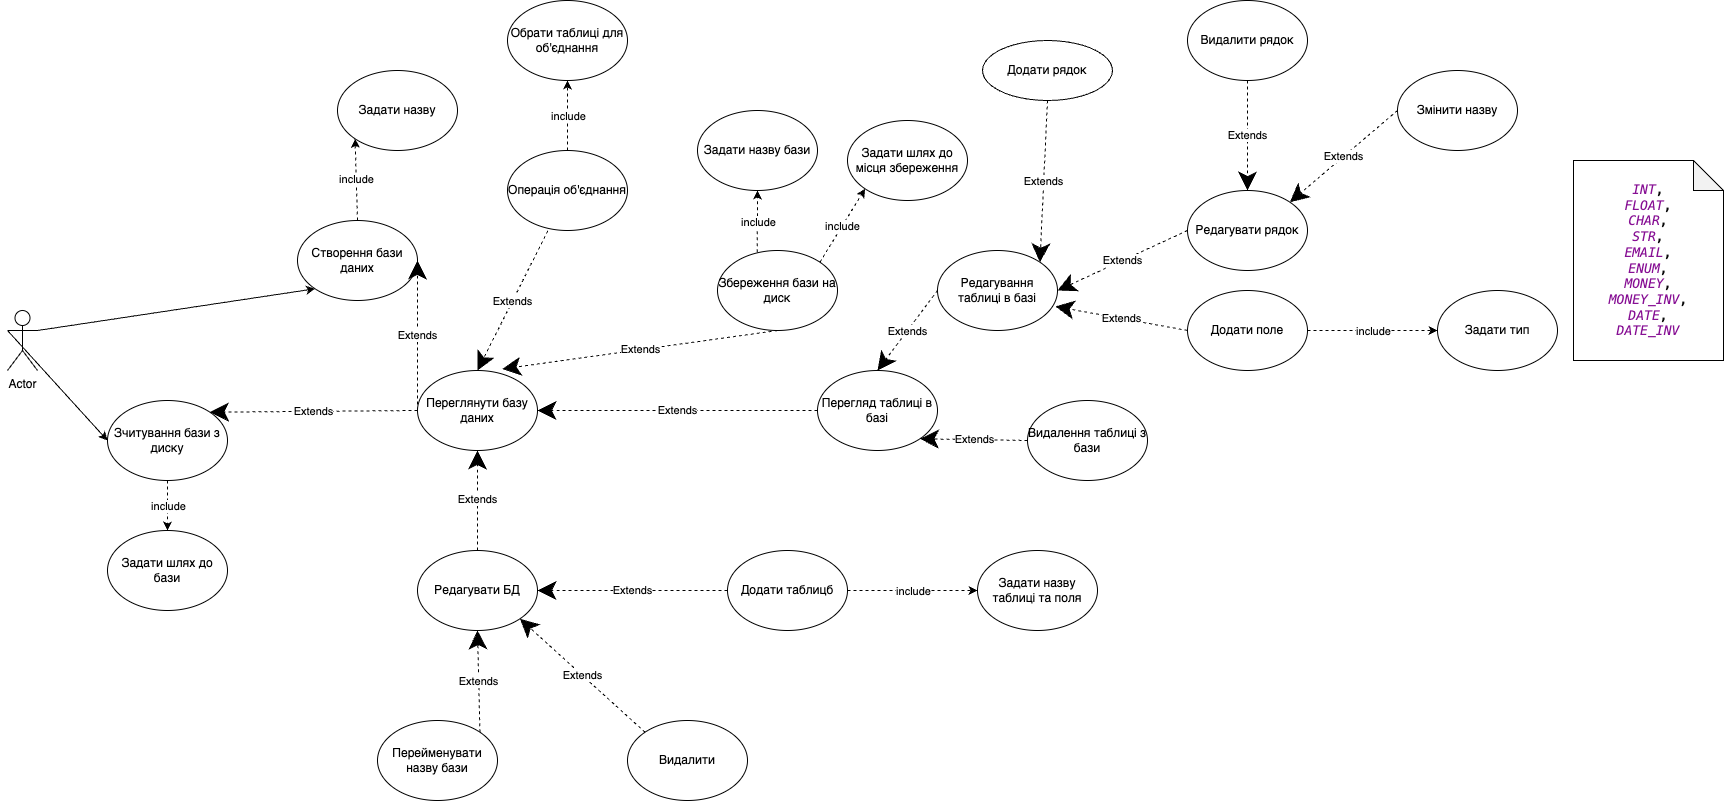 Обрати таблиці для
об'єднання
Видалити рядок
Додати рядок
Задати назву
Змінити назву
include
Extends
Задати назву бази
Задати шлях до
місця збереження
Extends
include
Extends
Операція об'єднання
INT,
FLOAT,
CHAR,
STR,
EMAIL,
ENUM,
MONEY,
MONEY_INV,
DATE,
DATE_INV
include
include
Редагувати рядок
Створення бази
даних
Extends
Збереження бази на
диск
Редагування
таблиці в базі
Extends
Extends
Extends
Extends
Додати поле
include
Задати тип
Extends
Actor
Переглянути базу
даних
Extends
Extends
Перегляд таблиці в
базі
Зчитування бази з
диску
Extends
Видалення таблиці з
бази
Extends
include
Задати шлях до
бази
Редагувати БД
Extends
Додати таблицб
include
Задати назву
таблиці та поля
Extends
Extends
Перейменувати
назву бази
Видалити